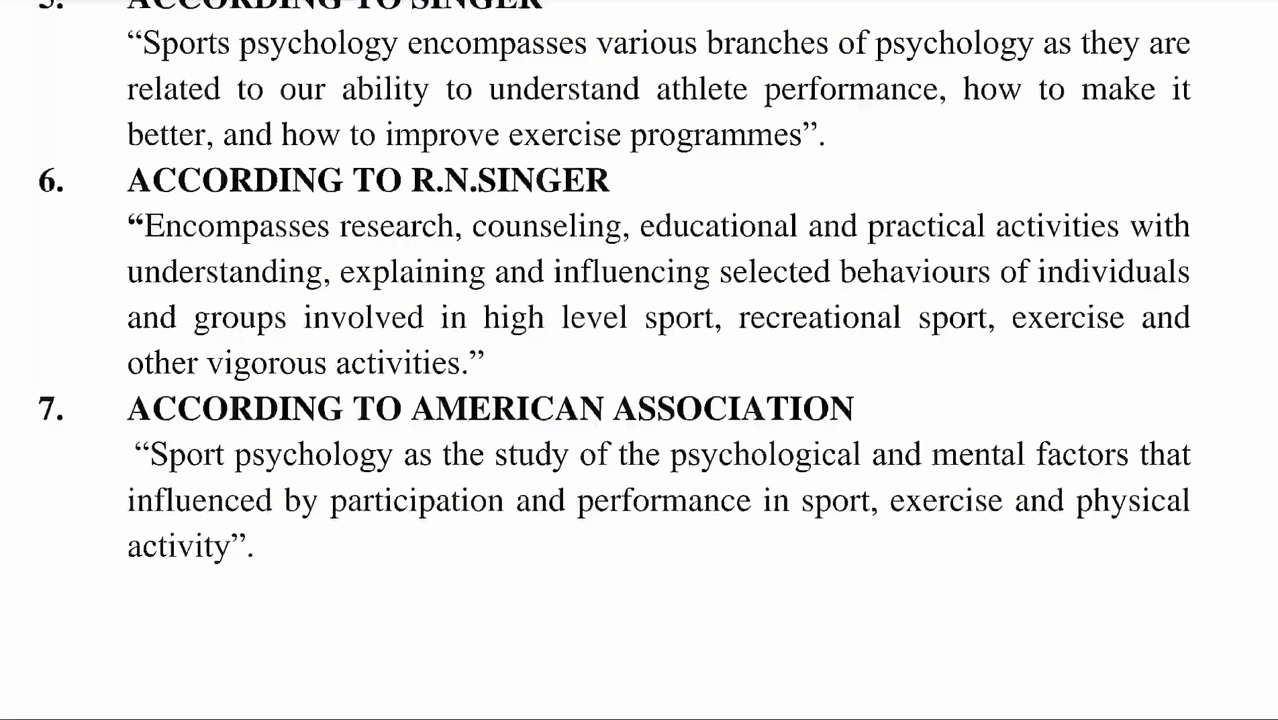 5. ACCORDING TO SINGER
“Sports psychology encompasses various branches of psychology as they are
related to our ability to understand athlete performance, how to make it
better, and how to improve exercise programmes”.
6. ACCORDING TO R.N.SINGER
“Encompasses research, counseling, educational and practical activities with
understanding, explaining and influencing selected behaviours of individuals
and groups involved in high level sport, recreational sport, exercise and
other vigorous activities.”
7. ACCORDING TO AMERICAN ASSOCIATION
“Sport psychology as the study of the psychological and mental factors that
influenced by participation and performance in sport, exercise and physical
activity”.